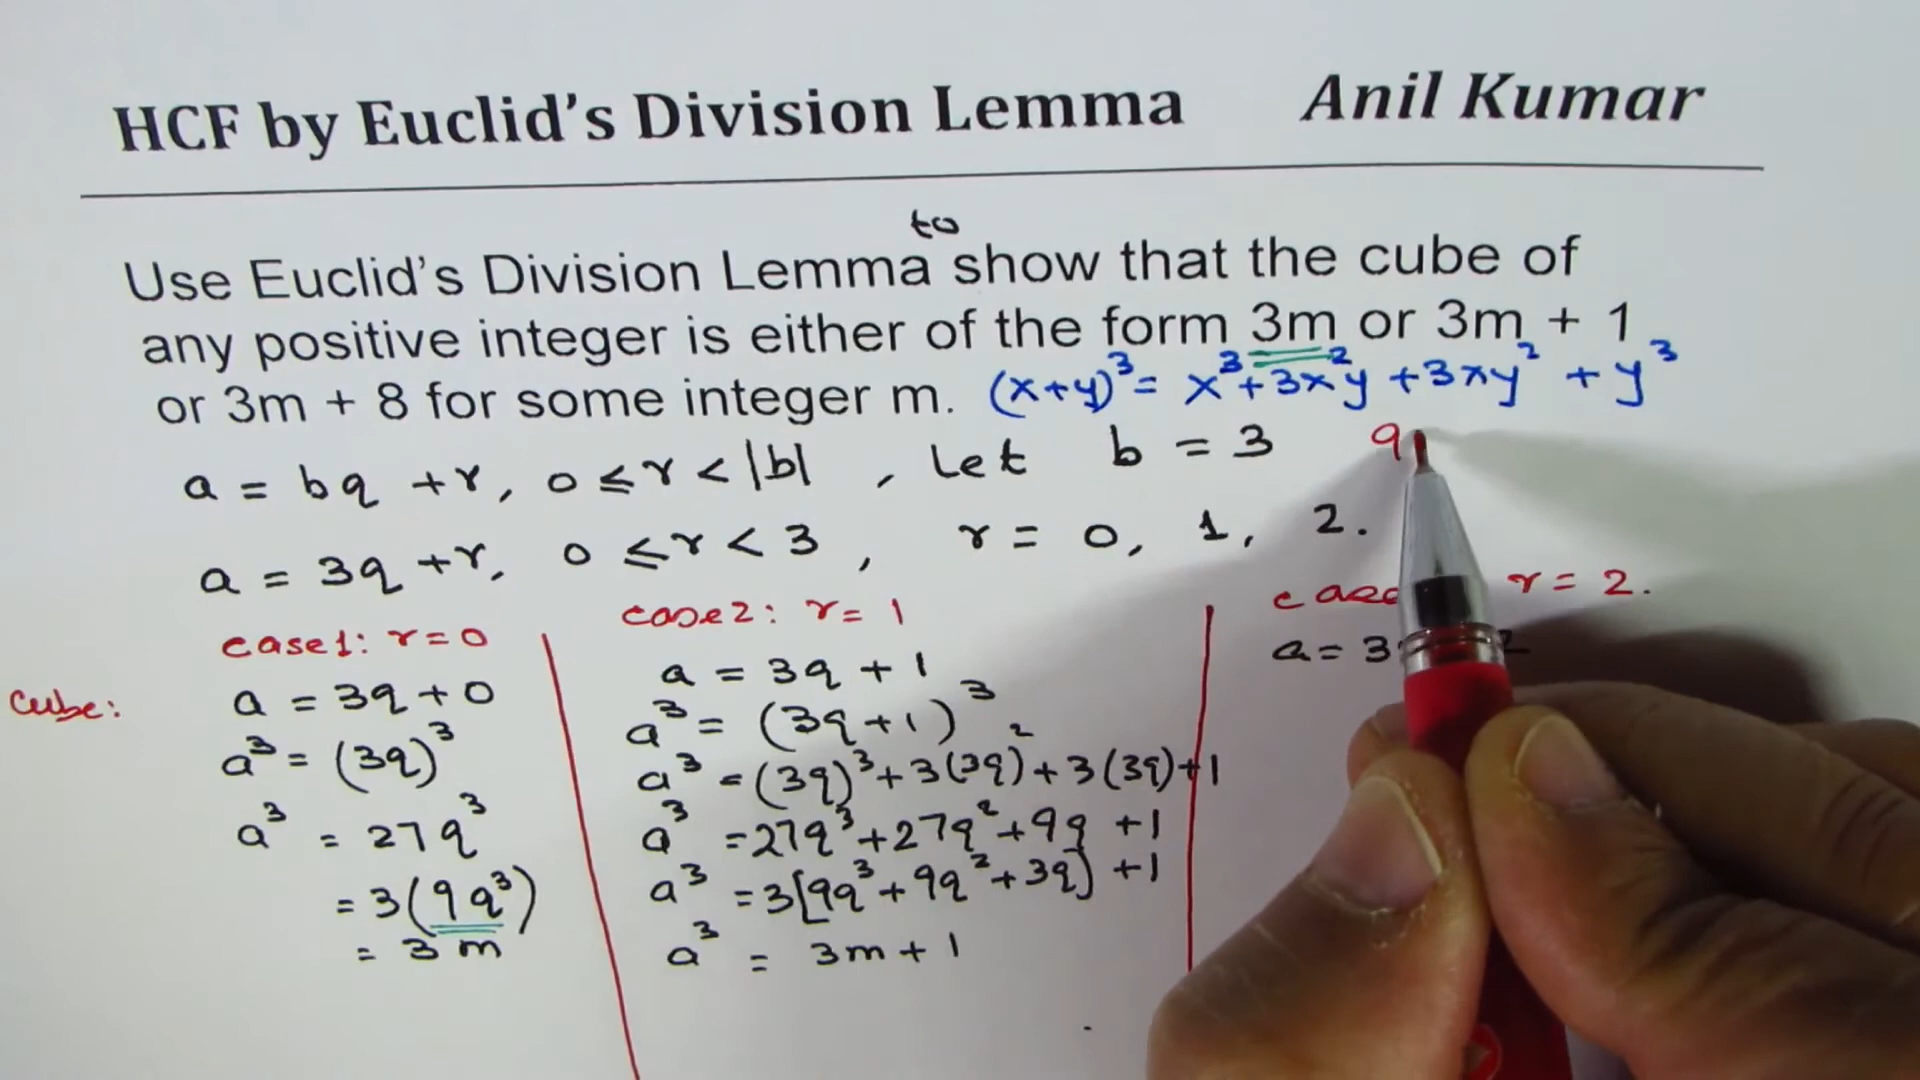 HCF by Euclid's Division Lemma Anil Kumar
to
Use Euclid's Division Lemma show that the cube of
any positive integer is either of the form 3m or 3m + 1
or 3m + 8 for some integer m. (x+y)³ = x³+3x²y+3xy²+y³
a = bq + r, 0 ≤ r < |b|, Let b = 3
9
a = 3q + r, 0 ≤ r < 3, r = 0, 1, 2.
case1: r = 0
a = 3q + 0
cube:
a³ = (3q)³
a³ = 27q³
= 3(9q³)
= 3m
case2: r = 1
a = 3q + 1
a³ = (3q+1)³
a³ = (3q)³+3(3q)²+3(3q)+1
a³ = 27q³+27q²+9q+1
a³ = 3[9q³+9q²+3q]+1
a³ = 3m+1
case r = 2.
a = 3 2